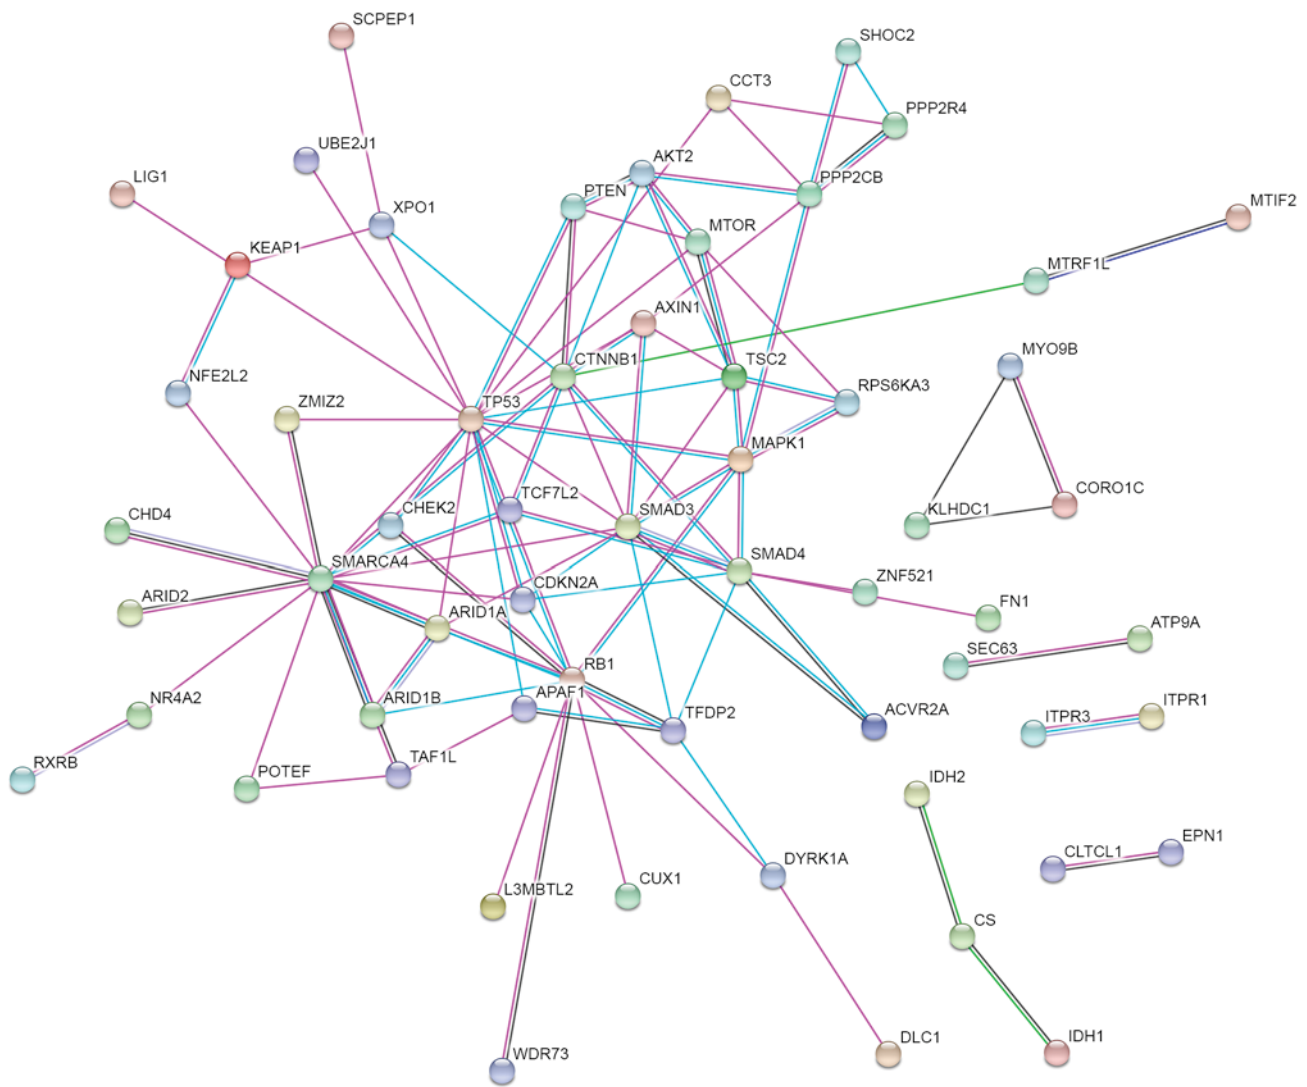 SCPEP1
SHOC2
CCT3
PPP2R4
UBE2J1
AKT2
LIG1
PTEN
PPP2CB
XPO1
MTIF2
MTOR
KEAP1
MTRF1L
AXIN1
MYO9B
CTNNB1
TSC2
NFE2L2
RPS6KA3
ZMIZ2
TP53
MAPK1
CORO1C
TCF7L2
KLHDC1
CHEK2
SMAD3
CHD4
SMAD4
SMARCA4
ZNF521
CDKN2A
ARID2
FN1
ARID1A
ATP9A
SEC63
RB1
NR4A2
ARID1B
APAF1
ITPR1
ITPR3
ACVR2A
TFDP2
TAF1L
RXRB
POTEF
IDH2
EPN1
CLTCL1
DYRK1A
CUX1
L3MBTL2
CS
IDH1
DLC1
WDR73